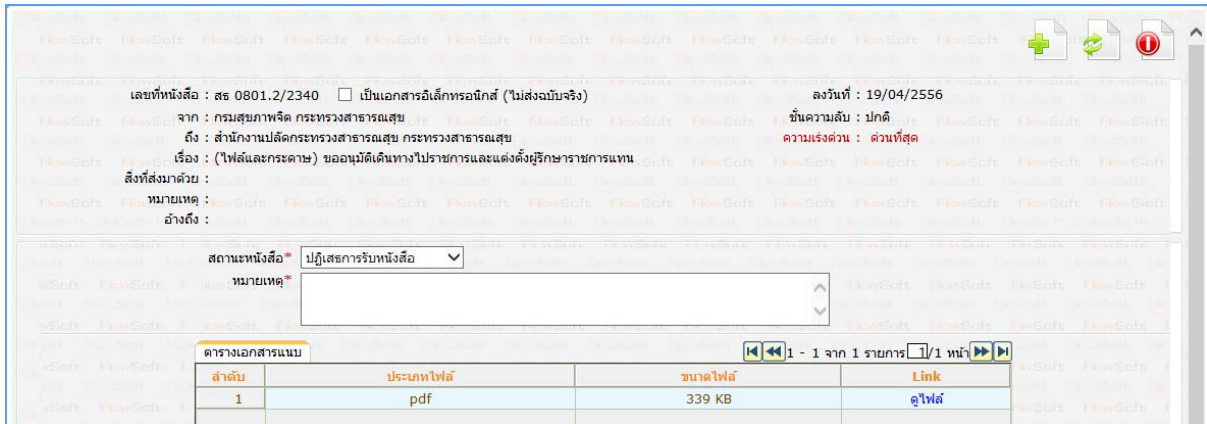 เลขที่หนังสือ : สธ 0801.2/2340 เป็นเอกสารอิเล็กทรอนิกส์ (ไม่ส่งฉบับจริง) ลงวันที่ : 19/04/2556
จาก : กรมสุขภาพจิต กระทรวงสาธารณสุข ชั้นความลับ : ปกติ
ถึง : สำนักงานปลัดกระทรวงสาธารณสุข กระทรวงสาธารณสุข ความเร่งด่วน : ด่วนที่สุด
เรื่อง : (ไฟล์และกระดาษ) ขออนุมัติเดินทางไปราชการและแต่งตั้งผู้รักษาราชการแทน
สิ่งที่ส่งมาด้วย :
หมายเหตุ :
อ้างถึง :
สถานะหนังสือ* ปฏิเสธการรับหนังสือ
หมายเหตุ*
ตารางเอกสารแนบ 1 - 1 จาก 1 รายการ 1/1 หน้า
ลำดับ ประเภทไฟล์ ขนาดไฟล์ Link
1 pdf 339 KB ดูไฟล์